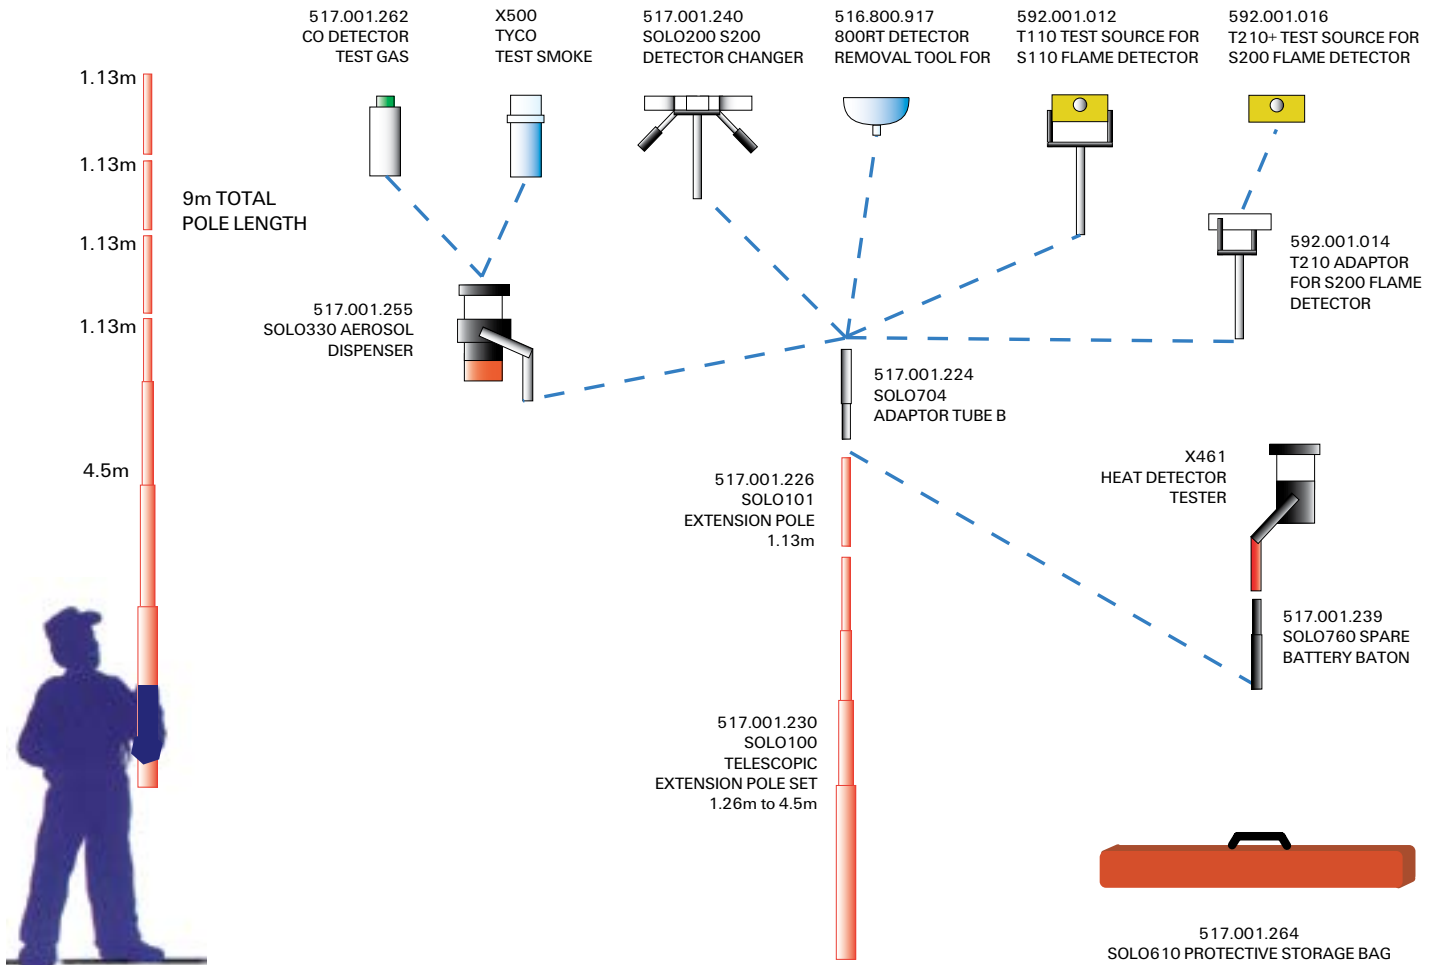 517.001.262
CO DETECTOR
TEST GAS
X500
TYCO
TEST SMOKE
517.001.240
SOLO200 S200
DETECTOR CHANGER
516.800.917
800RT DETECTOR
REMOVAL TOOL FOR
592.001.012
T110 TEST SOURCE FOR
S110 FLAME DETECTOR
592.001.016
T210+ TEST SOURCE FOR
S200 FLAME DETECTOR
1.13m
1.13m
9m TOTAL
POLE LENGTH
1.13m
1.13m
4.5m
592.001.014
T210 ADAPTOR
FOR S200 FLAME
DETECTOR
517.001.255
SOLO330 AEROSOL
DISPENSER
517.001.224
SOLO704
ADAPTOR TUBE B
X461
HEAT DETECTOR
TESTER
517.001.226
SOLO101
EXTENSION POLE
1.13m
517.001.239
SOLO760 SPARE
BATTERY BATON
517.001.230
SOLO100
TELESCOPIC
EXTENSION POLE SET
1.26m to 4.5m
517.001.264
SOLO610 PROTECTIVE STORAGE BAG